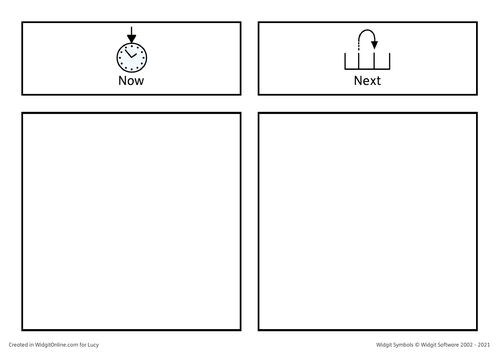 Now
Next
Created in WidgitOnline.com for Lucy
Widgit Symbols © Widgit Software 2002 - 2021